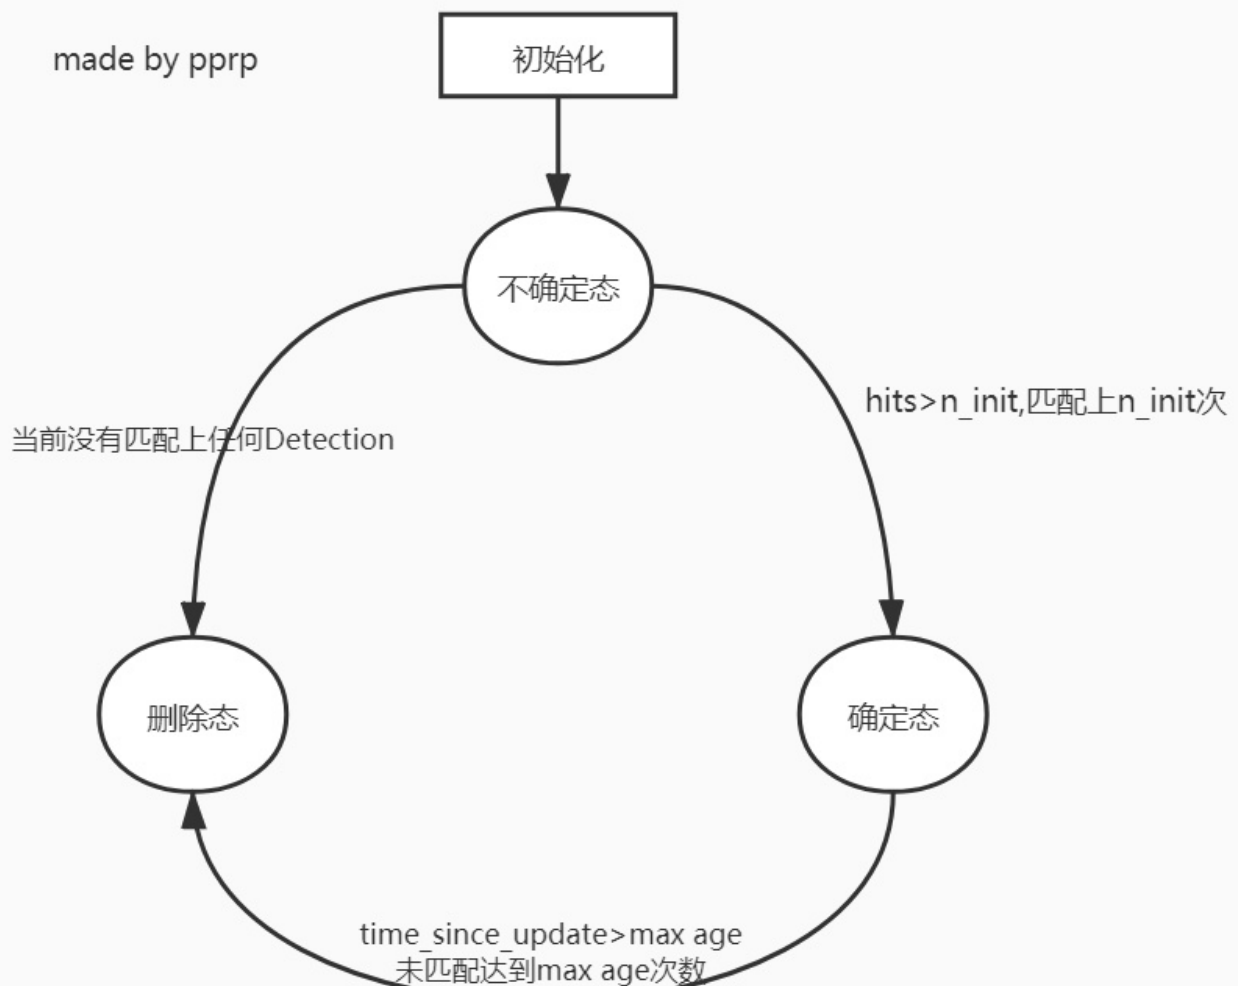 made by pprp
初始化
不确定态
hits>n_init,匹配上n_init次
当前没有匹配上任何Detection
删除态
确定态
time_since_update>max age
未匹配达到max age次数